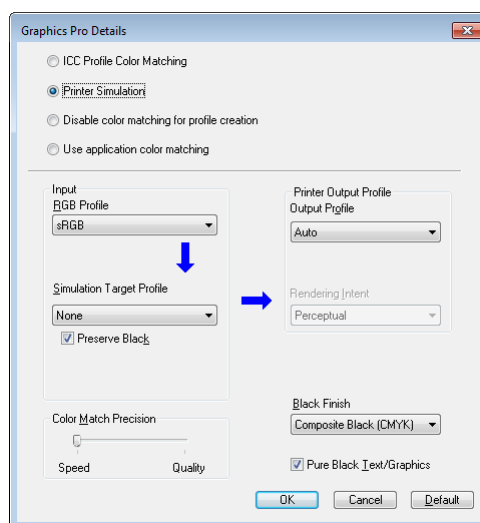 Graphics Pro Details
ICC Profile Color Matching
Printer Simulation
Disable color matching for profile creation
Use application color matching
Input
RGB Profile
sRGB
Simulation Target Profile
None
Preserve Black
Printer Output Profile
Output Profile
Auto
Rendering Intent
Perceptual
Color Match Precision
Speed Quality
Black Finish
Composite Black (CMYK)
Pure Black Text/Graphics
OK Cancel Default